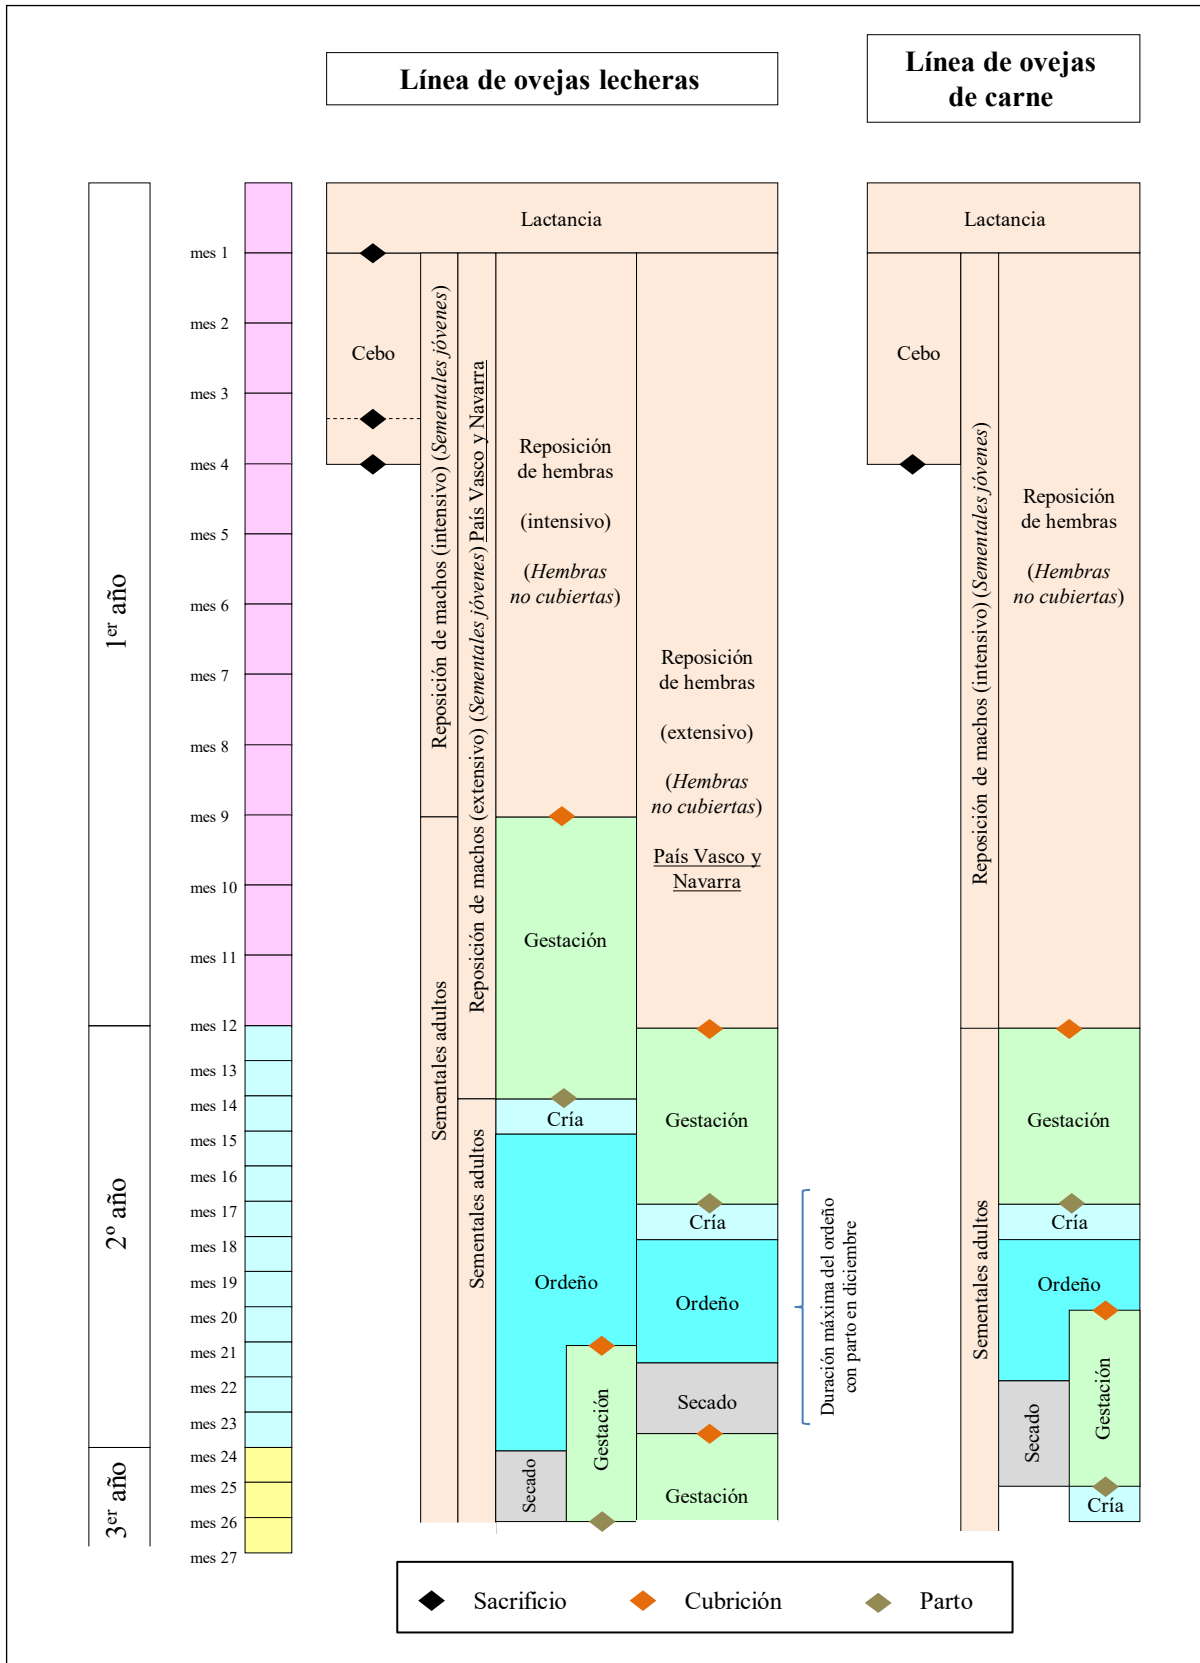 Línea de ovejas lecheras
Línea de ovejas
de carne
1er año
2º año
3er año
mes 1
mes 2
mes 3
mes 4
mes 5
mes 6
mes 7
mes 8
mes 9
mes 10
mes 11
mes 12
mes 13
mes 14
mes 15
mes 16
mes 17
mes 18
mes 19
mes 20
mes 21
mes 22
mes 23
mes 24
mes 25
mes 26
mes 27
Lactancia
Cebo
Reposición de machos (intensivo) (Sementales jóvenes)
Sementales adultos
Reposición de machos (extensivo) (Sementales jóvenes) País Vasco y Navarra
Sementales adultos
Reposición
de hembras
(intensivo)
(Hembras
no cubiertas)
Gestación
Cría
Ordeño
Secado
Gestación
Reposición
de hembras
(extensivo)
(Hembras
no cubiertas)
País Vasco y
Navarra
Gestación
Cría
Ordeño
Secado
Gestación
Duración máxima del ordeño
con parto en diciembre
Lactancia
Cebo
Reposición de machos (intensivo) (Sementales jóvenes)
Sementales adultos
Reposición
de hembras
(Hembras
no cubiertas)
Gestación
Cría
Ordeño
Secado
Gestación
Cría
Sacrificio
Cubrición
Parto